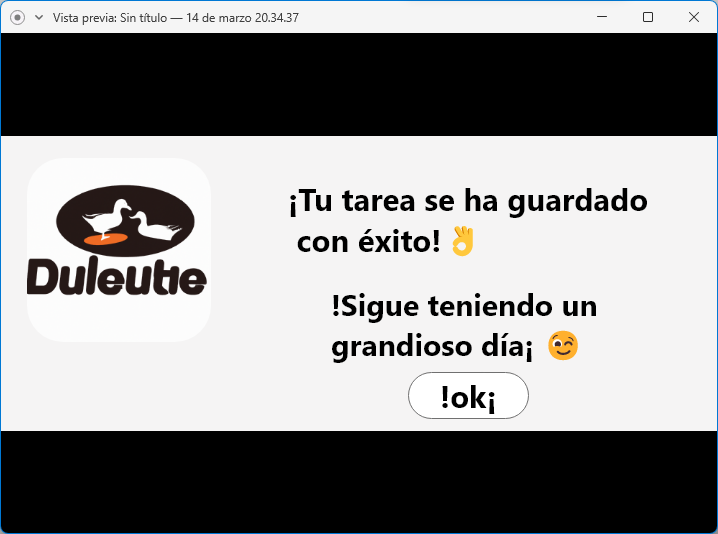 Vista previa: Sin título — 14 de marzo 20.34.37
Duleutie
¡Tu tarea se ha guardado
con éxito!👌
!Sigue teniendo un
grandioso día¡ 😉
!ok¡